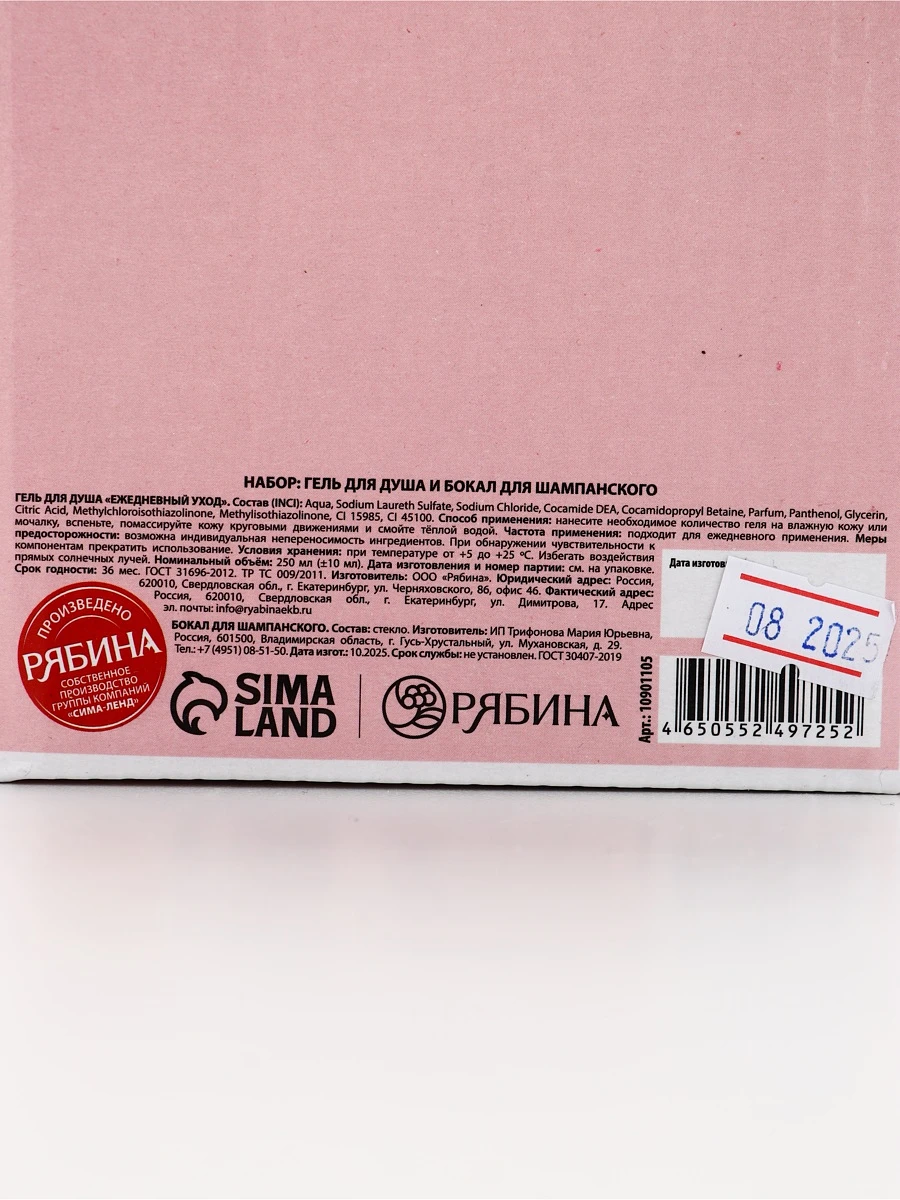 НАБОР: ГЕЛЬ ДЛЯ ДУША И БОКАЛ ДЛЯ ШАМПАНСКОГО
ГЕЛЬ ДЛЯ ДУША «ЕЖЕДНЕВНЫЙ УХОД». Состав (INCI): Aqua, Sodium Laureth Sulfate, Sodium Chloride, Cocamide DEA, Cocamidopropyl Betaine, Parfum, Panthenol, Glycerin,
Citric Acid, Methylchloroisothiazolinone, Methylisothiazolinone, CI 15985, CI 45100. Способ применения: нанесите необходимое количество геля на влажную кожу или
мочалку, вспеньте, помассируйте кожу круговыми движениями и смойте тёплой водой. Частота применения: подходит для ежедневного применения. Меры
предосторожности: возможна индивидуальная непереносимость ингредиентов. При обнаружении чувствительности к
компонентам прекратить использование. Условия хранения: при температуре от +5 до +25 °С. Избегать воздействия
прямых солнечных лучей. Номинальный объём: 250 мл (±10 мл). Дата изготовления и номер партии: см. на упаковке.
Срок годности: 36 мес. ГОСТ 31696-2012. ТР ТС 009/2011. Изготовитель: ООО «Рябина». Юридический адрес: Россия,
620010, Свердловская обл., г. Екатеринбург, ул. Черняховского, 86, офис 46. Фактический адрес:
Россия, 620010, Свердловская обл., г. Екатеринбург, ул. Димитрова, 17. Адрес
эл. почты: info@ryabinaekb.ru
БОКАЛ ДЛЯ ШАМПАНСКОГО. Состав: стекло. Изготовитель: ИП Трифонова Мария Юрьевна,
Россия, 601500, Владимирская область, г. Гусь-Хрустальный, ул. Мухановская, д. 29.
Тел.: +7 (4951) 08-51-50. Дата изгот.: 10.2025. Срок службы: не установлен. ГОСТ 30407-2019
ПРОИЗВЕДЕНО
РЯБИНА
СОБСТВЕННОЕ
ПРОИЗВОДСТВО
ГРУППЫ КОМПАНИЙ
«СИМА-ЛЕНД»
SIMA
LAND
РЯБИНА
Дата изготов
08 2025
Арт.: 10901105
4 650552 497252